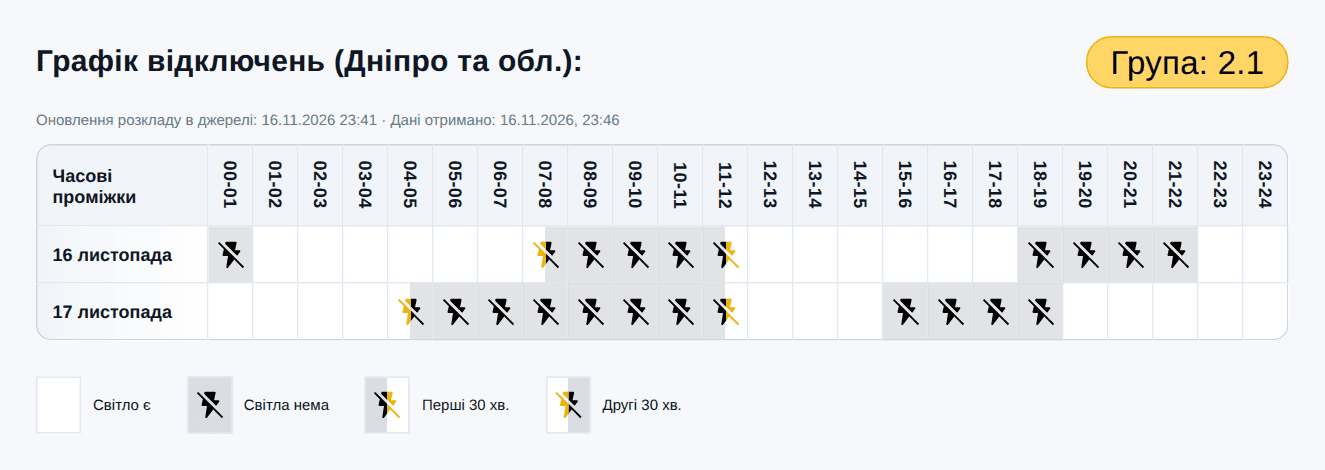 Графік відключень (Дніпро та обл.):
Група: 2.1
Оновлення розкладу в джерелі: 16.11.2026 23:41 · Дані отримано: 16.11.2026, 23:46
Часові
проміжки
00-01
01-02
02-03
03-04
04-05
05-06
06-07
07-08
08-09
09-10
10-11
11-12
12-13
13-14
14-15
15-16
16-17
17-18
18-19
19-20
20-21
21-22
22-23
23-24
16 листопада
17 листопада
Світло є
Світла нема
Перші 30 хв.
Другі 30 хв.